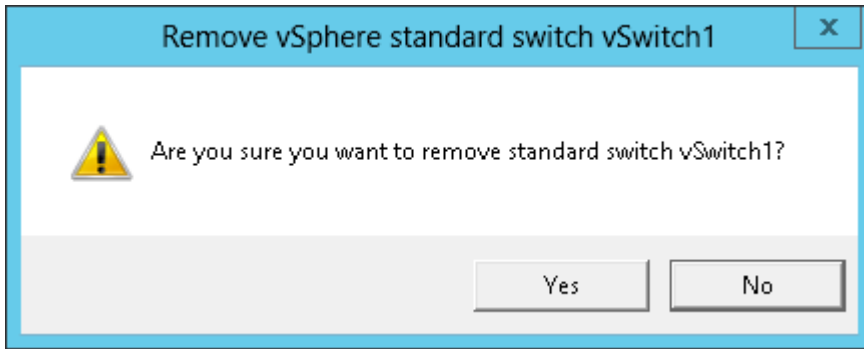 Remove vSphere standard switch vSwitch1
x
Are you sure you want to remove standard switch vSwitch1?
Yes
No